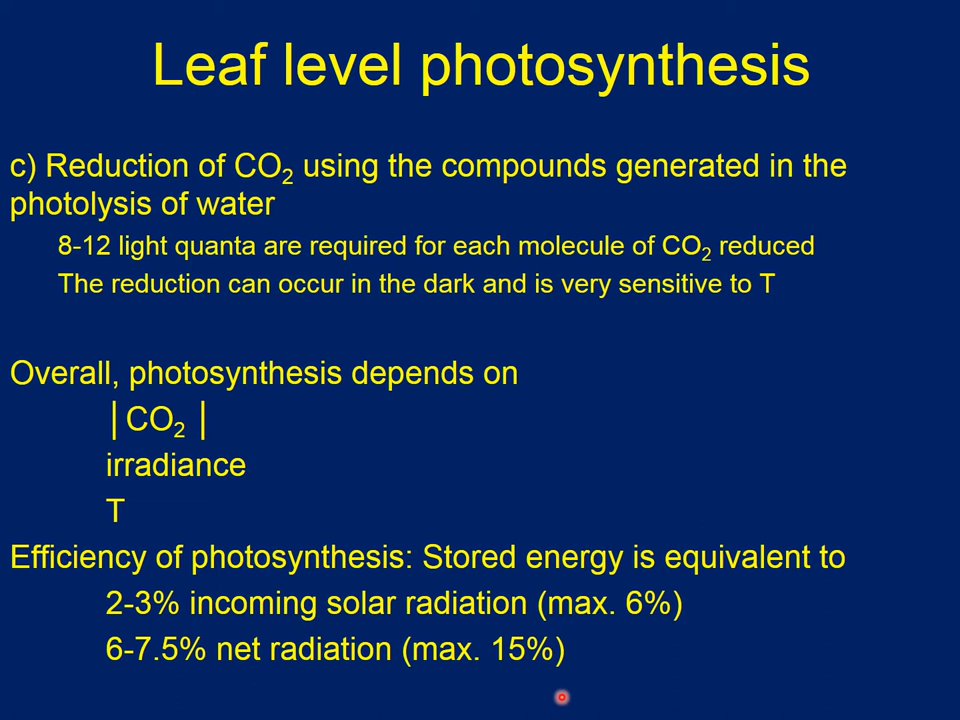 Leaf level photosynthesis
c) Reduction of CO₂ using the compounds generated in the
photolysis of water
8-12 light quanta are required for each molecule of CO₂ reduced
The reduction can occur in the dark and is very sensitive to T
Overall, photosynthesis depends on
│CO₂ │
irradiance
T
Efficiency of photosynthesis: Stored energy is equivalent to
2-3% incoming solar radiation (max. 6%)
6-7.5% net radiation (max. 15%)